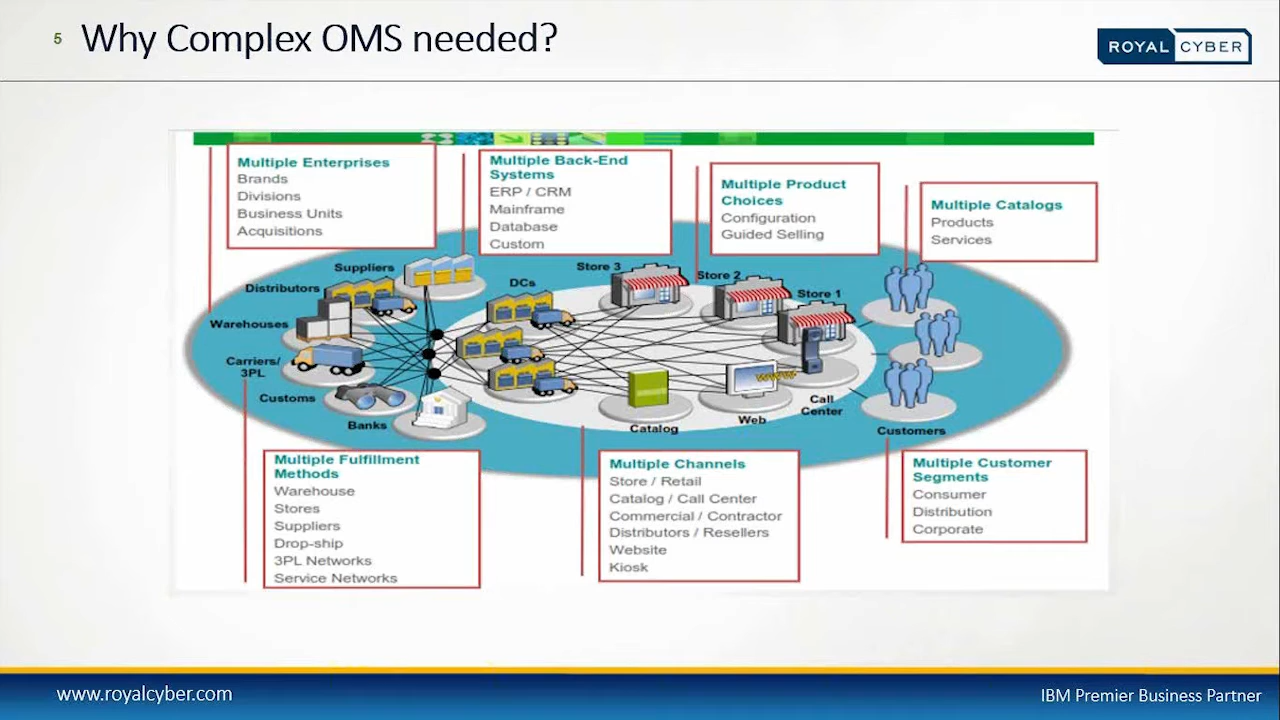 5
Why Complex OMS needed?
ROYAL CYBER
Multiple Enterprises
Brands
Divisions
Business Units
Acquisitions
Multiple Back-End
Systems
ERP / CRM
Mainframe
Database
Custom
Multiple Product
Choices
Configuration
Guided Selling
Multiple Catalogs
Products
Services
Suppliers
Distributors
Warehouses
Carriers/
3PL
Customs
Banks
DCs
Store 3
Store 2
Store 1
Catalog
www
Web
Call
Center
Customers
Multiple Fulfillment
Methods
Warehouse
Stores
Suppliers
Drop-ship
3PL Networks
Service Networks
Multiple Channels
Store / Retail
Catalog / Call Center
Commercial / Contractor
Distributors / Resellers
Website
Kiosk
Multiple Customer
Segments
Consumer
Distribution
Corporate
www.royalcyber.com
IBM Premier Business Partner